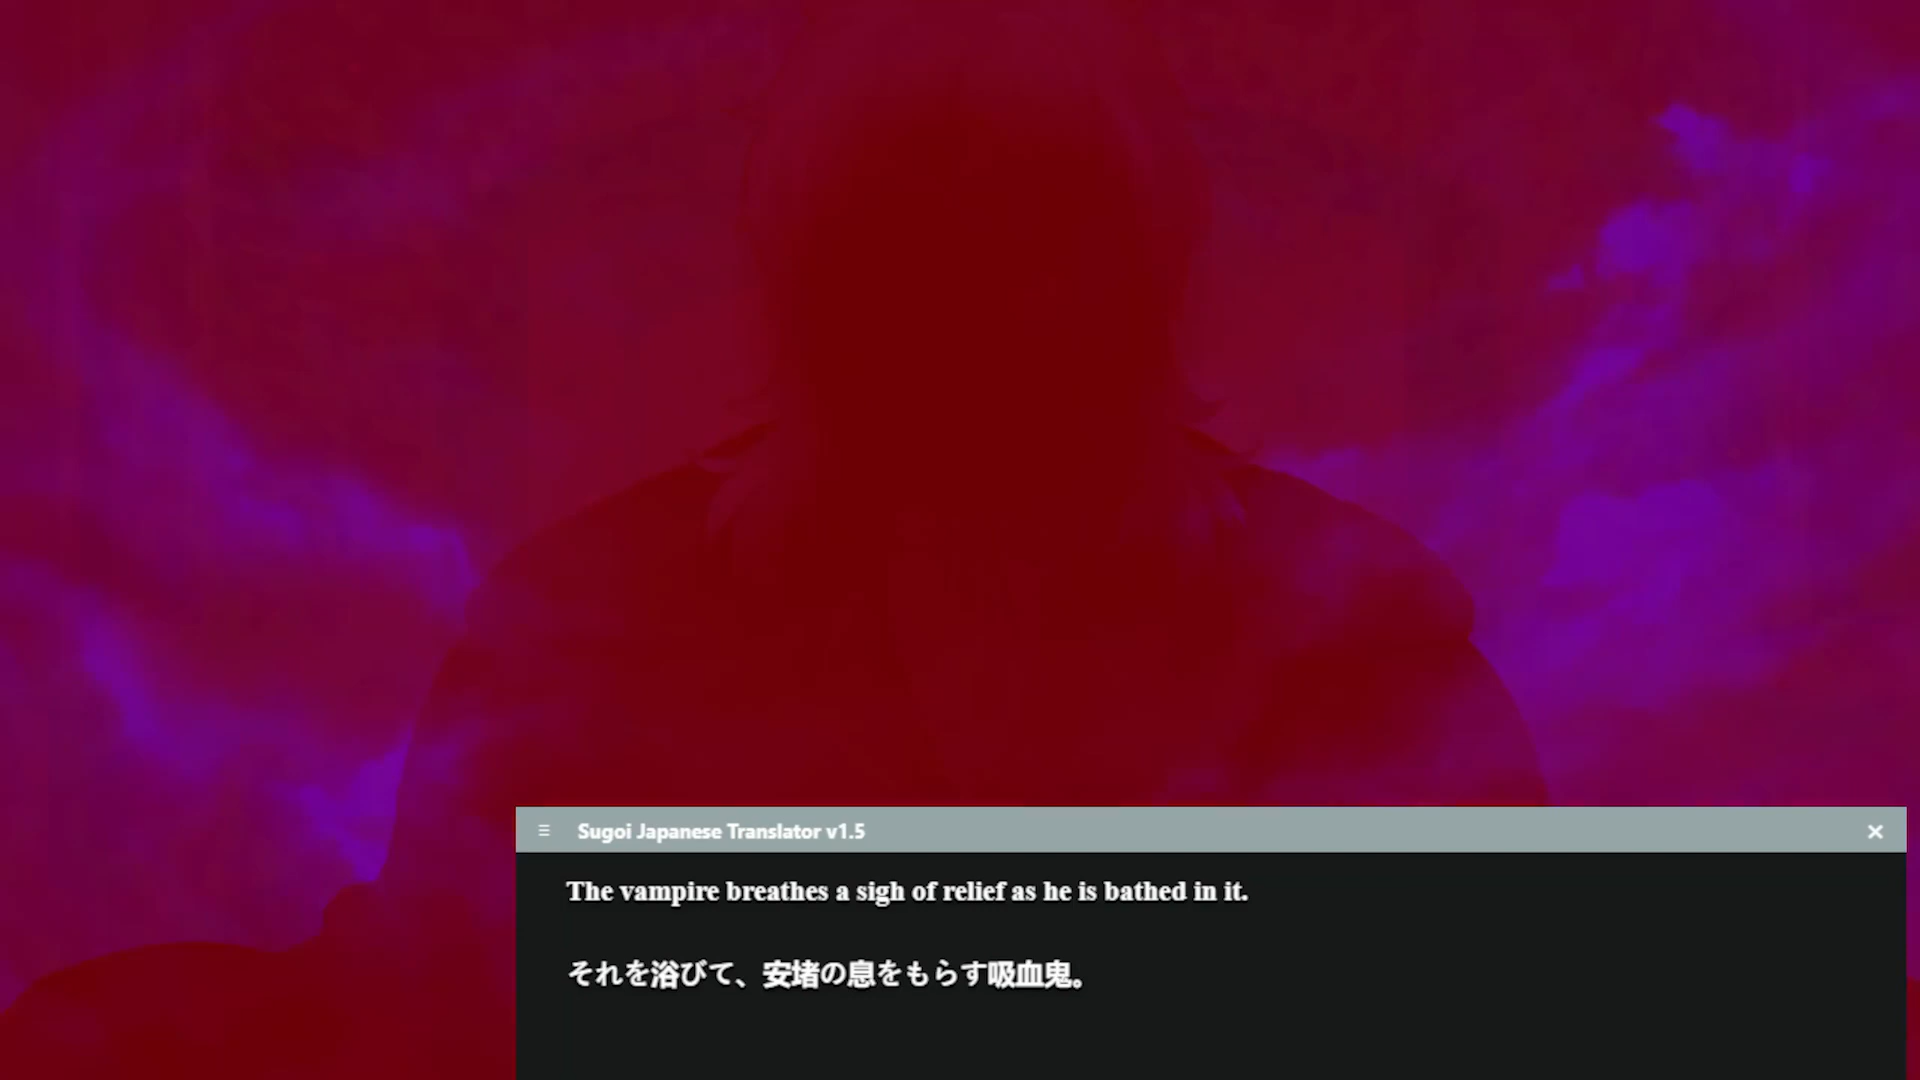 Sugoi Japanese Translator v1.5
The vampire breathes a sigh of relief as he is bathed in it.
それを浴びて、安堵の息をもらす吸血鬼。